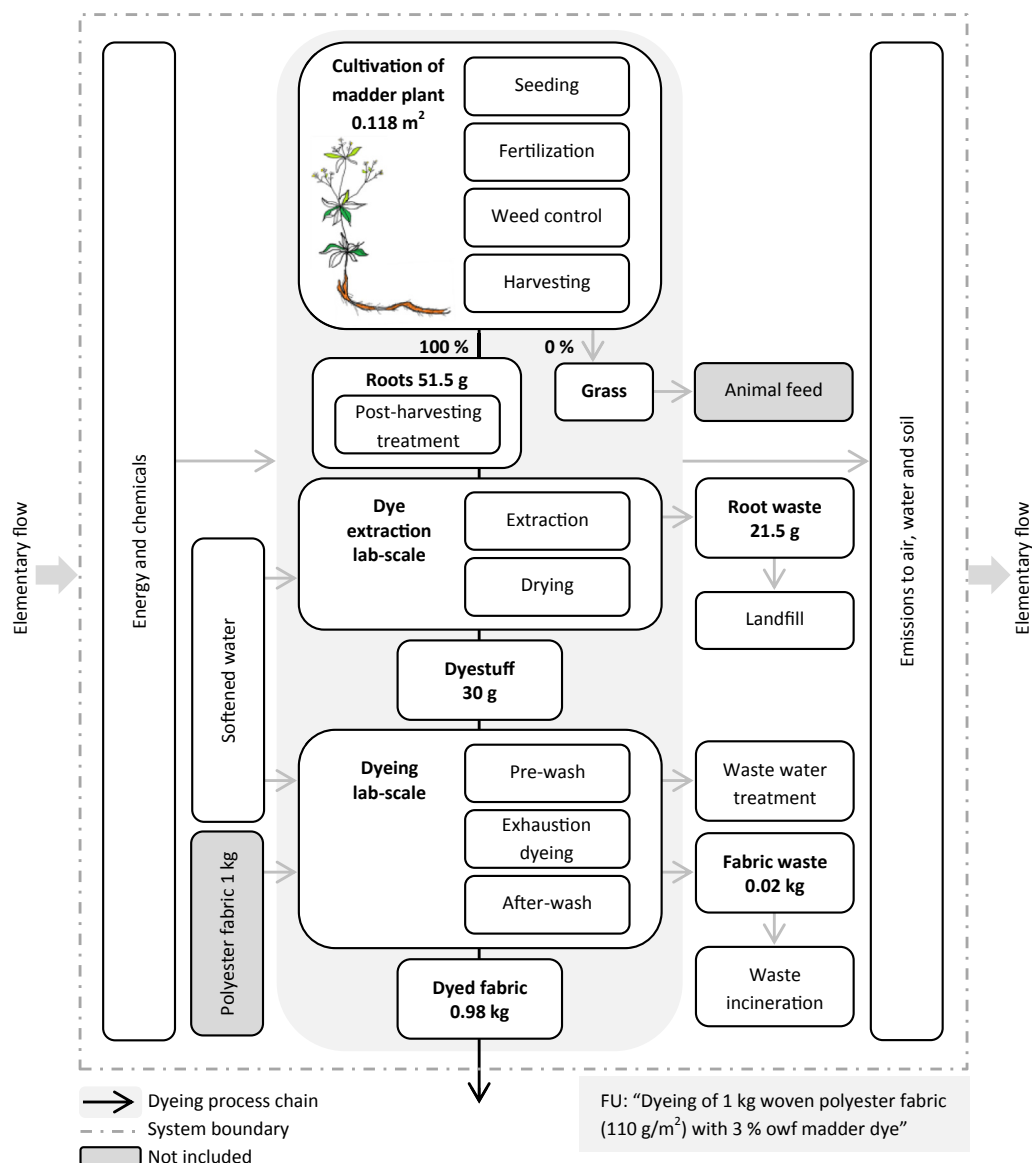 Cultivation of
madder plant
0.118 m²
Seeding
Fertilization
Weed control
Harvesting
100 %
0 %
Roots 51.5 g
Post-harvesting
treatment
Grass
Animal feed
Energy and chemicals
Elementary flow
Dye
extraction
lab-scale
Extraction
Drying
Root waste
21.5 g
Landfill
Emissions to air, water and soil
Elementary flow
Softened water
Dyestuff
30 g
Dyeing
lab-scale
Pre-wash
Exhaustion
dyeing
After-wash
Waste water
treatment
Fabric waste
0.02 kg
Polyester fabric 1 kg
Dyed fabric
0.98 kg
Waste
incineration
Dyeing process chain
System boundary
Not included
FU: “Dyeing of 1 kg woven polyester fabric
(110 g/m²) with 3 % owf madder dye”